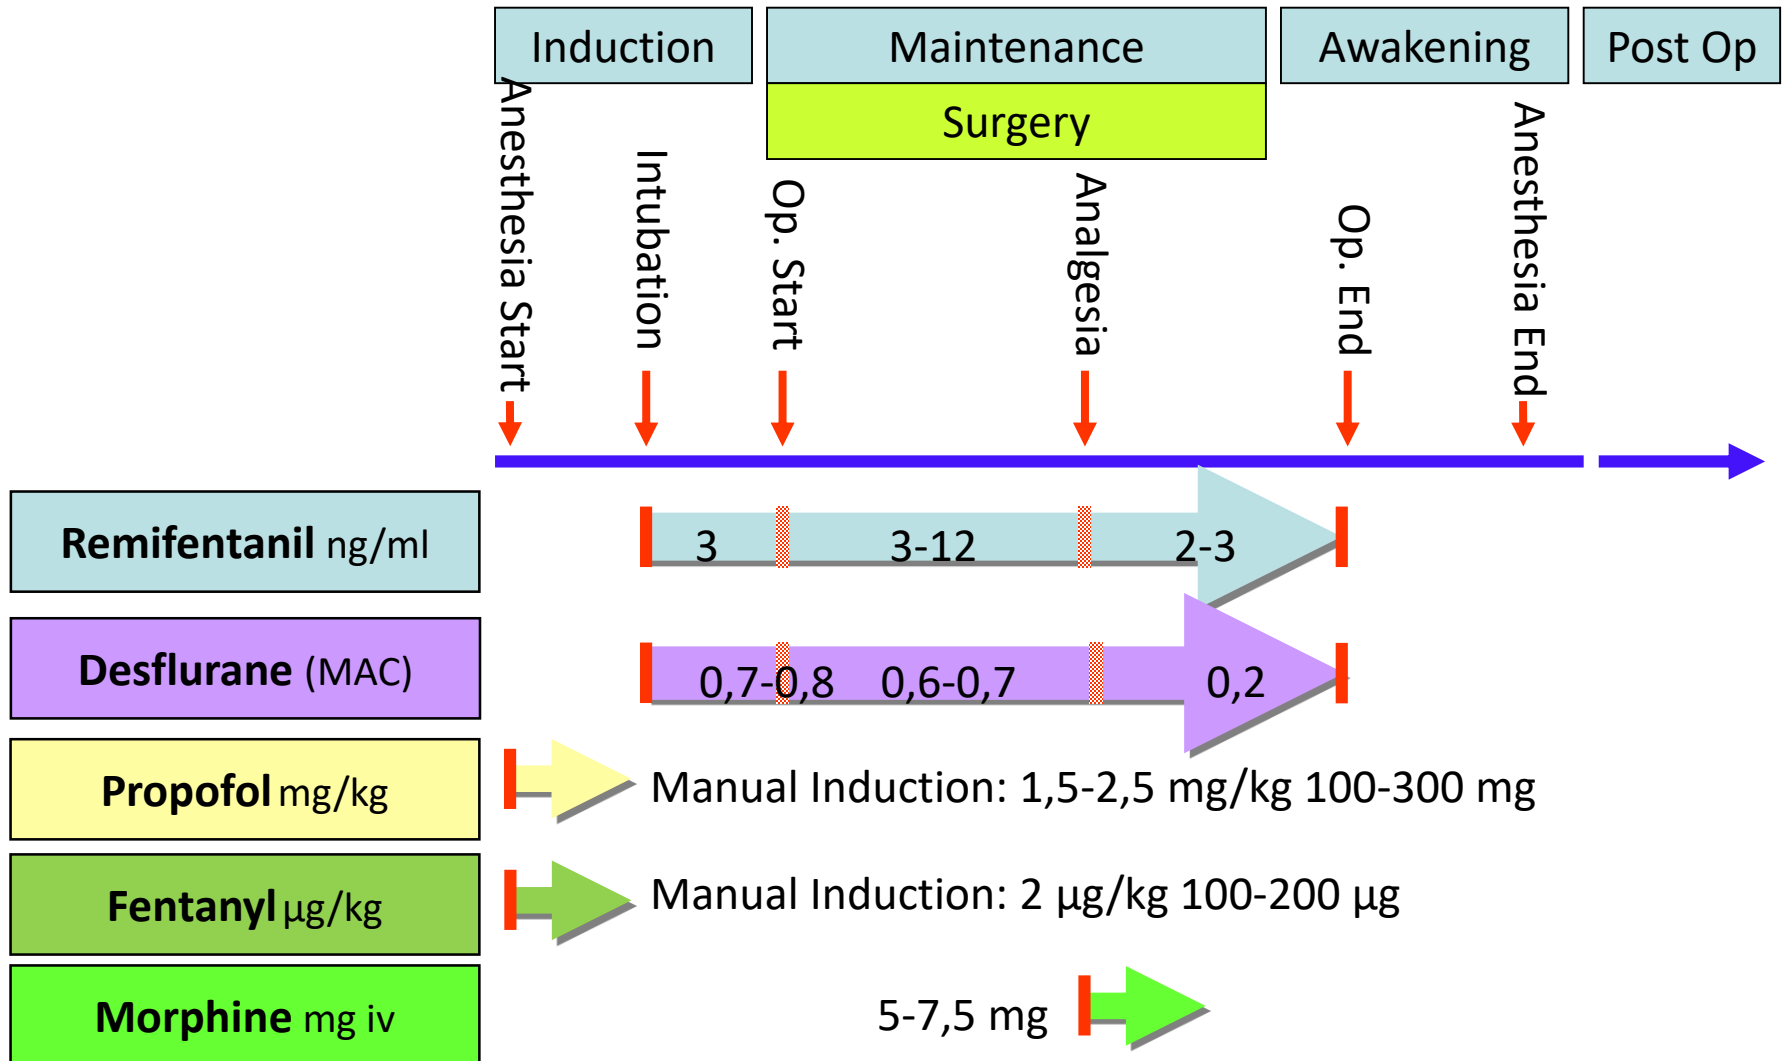 Induction
Maintenance
Awakening
Post Op
Surgery
Anesthesia Start
Intubation
Op. Start
Analgesia
Op. End
Anesthesia End
Remifentanil ng/ml
3
3-12
2-3
Desflurane (MAC)
0,7-0,8
0,6-0,7
0,2
Propofol mg/kg
Manual Induction: 1,5-2,5 mg/kg 100-300 mg
Fentanyl µg/kg
Manual Induction: 2 µg/kg 100-200 µg
Morphine mg iv
5-7,5 mg